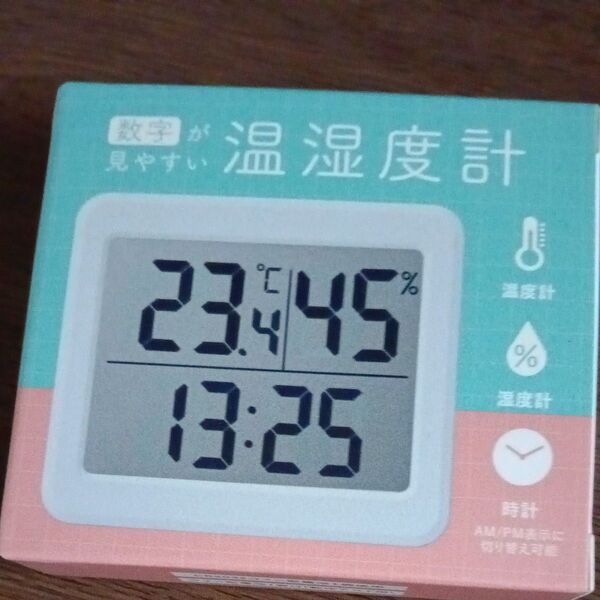 数字が
見やすい
温湿度計
23.4℃
45%
13:25
温度計
%
湿度計
時計
AM/PM表示に
切り替え可能